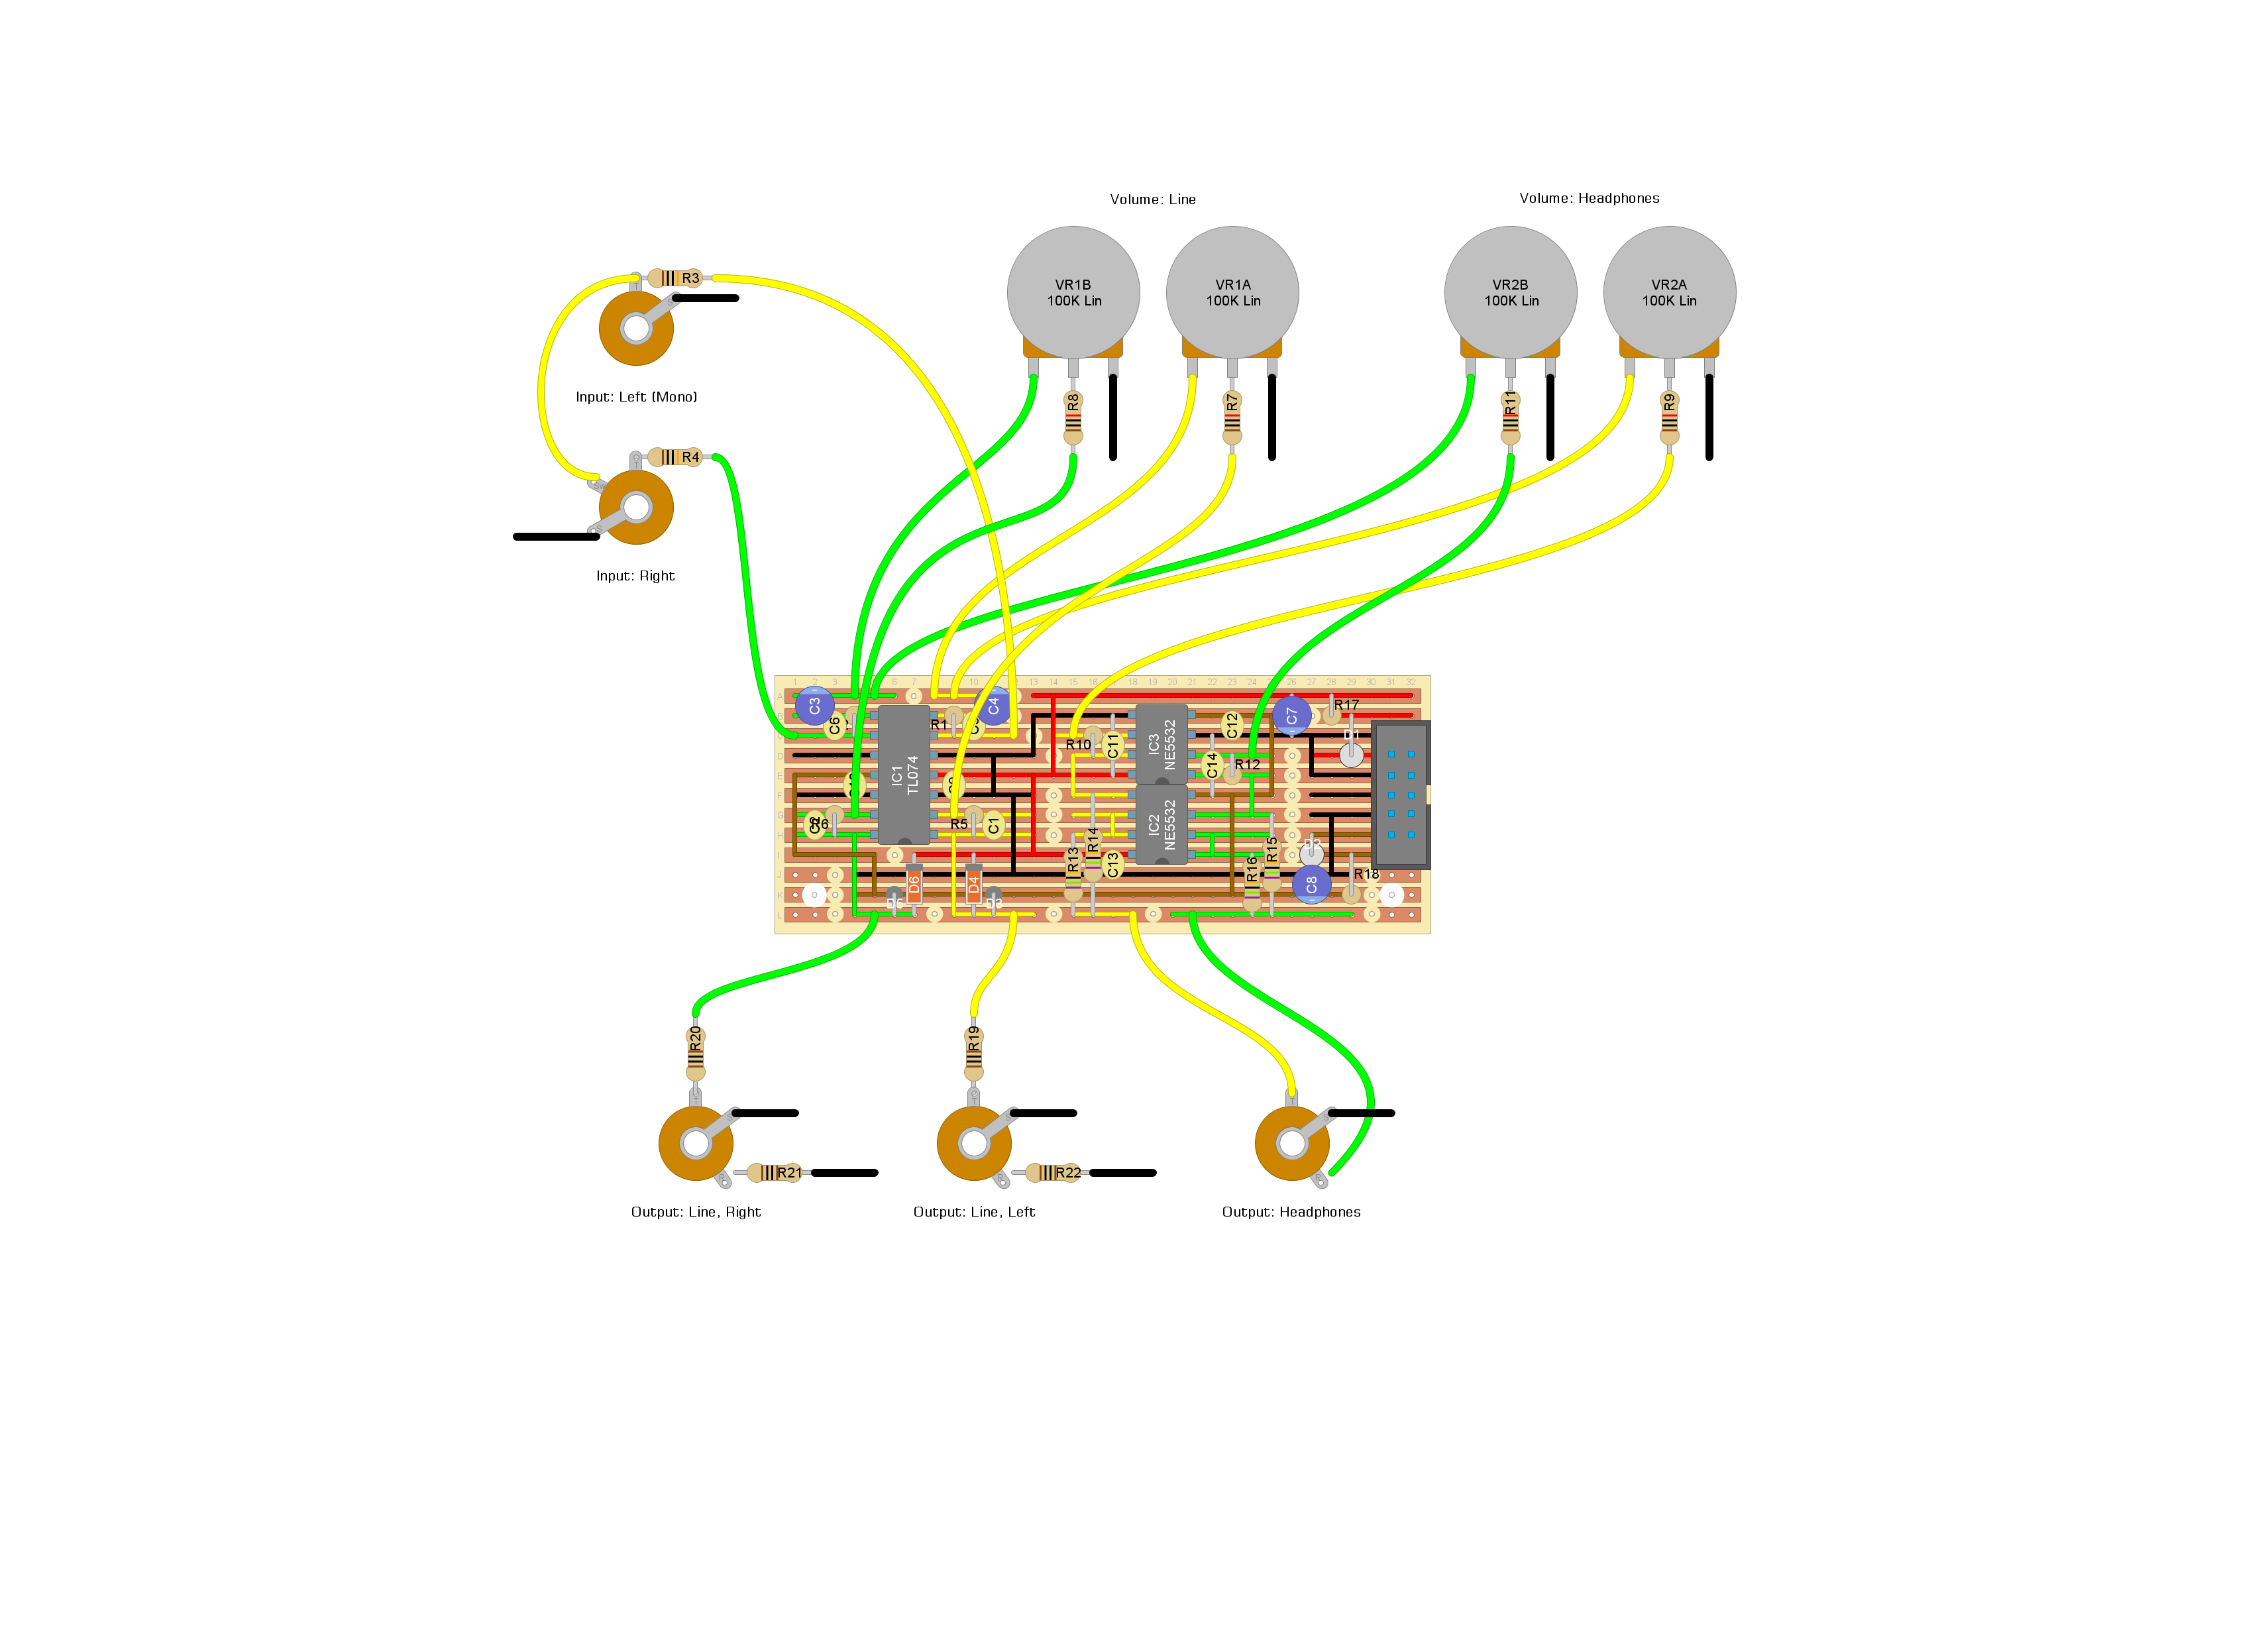 Volume: Line
Volume: Headphones
VR1B
100K Lin
VR1A
100K Lin
VR2B
100K Lin
VR2A
100K Lin
R3
Input: Left (Mono)
R8
R7
R11
R9
R4
Input: Right
C3
C4
C7
R17
C6
R1
C12
IC3
NE5532
R10
C11
D1
IC1
TL074
C14
R12
R6
R5
C1
IC2
NE5532
R14
R13
C13
R15
R16
D2
C8
R18
D6
D4
R20
R19
R21
R22
Output: Line, Right
Output: Line, Left
Output: Headphones